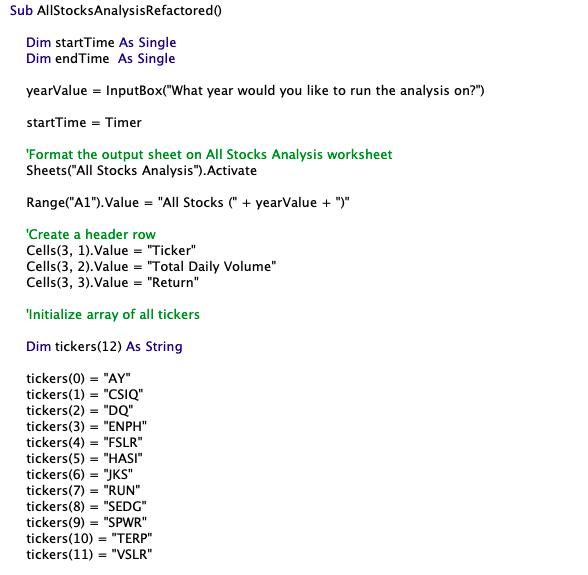 Sub AllStocksAnalysisRefactored()
Dim startTime As Single
Dim endTime  As Single
yearValue = InputBox("What year would you like to run the analysis on?")
startTime = Timer
'Format the output sheet on All Stocks Analysis worksheet
Sheets("All Stocks Analysis").Activate
Range("A1").Value = "All Stocks (" + yearValue + ")"
'Create a header row
Cells(3, 1).Value = "Ticker"
Cells(3, 2).Value = "Total Daily Volume"
Cells(3, 3).Value = "Return"
'Initialize array of all tickers
Dim tickers(12) As String
tickers(0) = "AY"
tickers(1) = "CSIQ"
tickers(2) = "DQ"
tickers(3) = "ENPH"
tickers(4) = "FSLR"
tickers(5) = "HASI"
tickers(6) = "JKS"
tickers(7) = "RUN"
tickers(8) = "SEDG"
tickers(9) = "SPWR"
tickers(10) = "TERP"
tickers(11) = "VSLR"